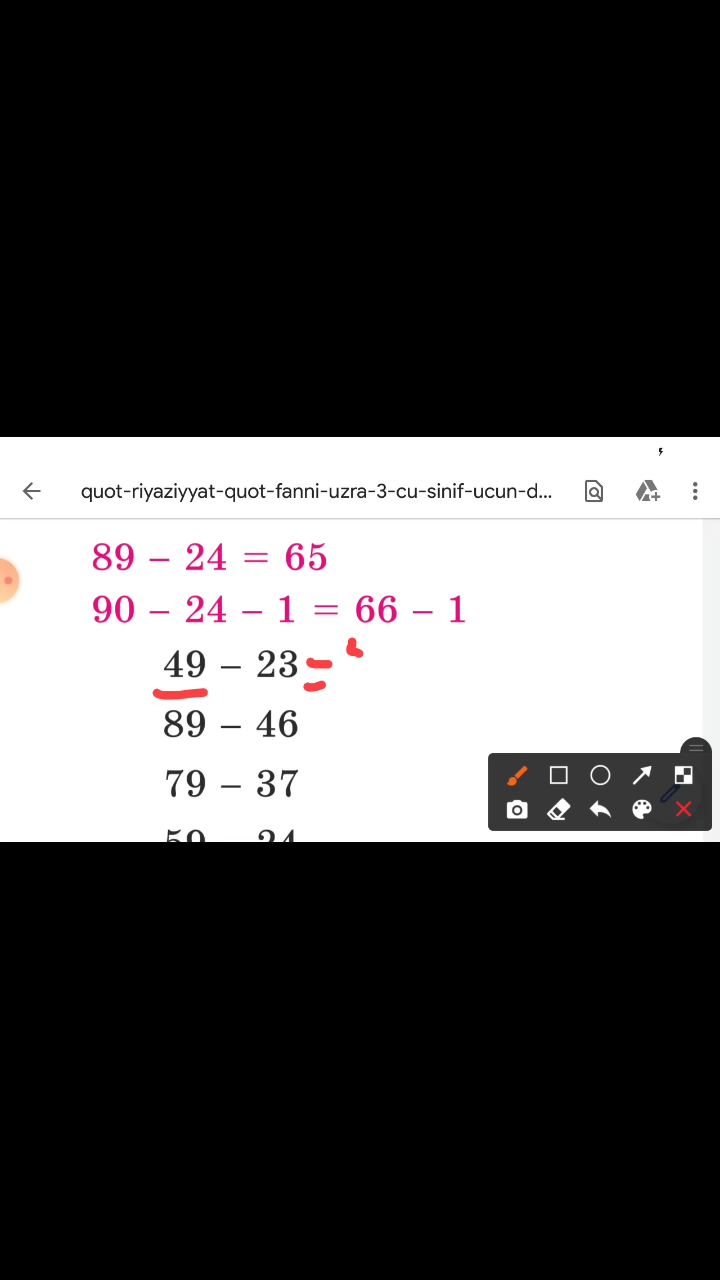 quot-riyaziyyat-quot-fanni-uzra-3-cu-sinif-ucun-d...
89 – 24 = 65
90 – 24 – 1 = 66 – 1
49 – 23 =
89 – 46
79 – 37